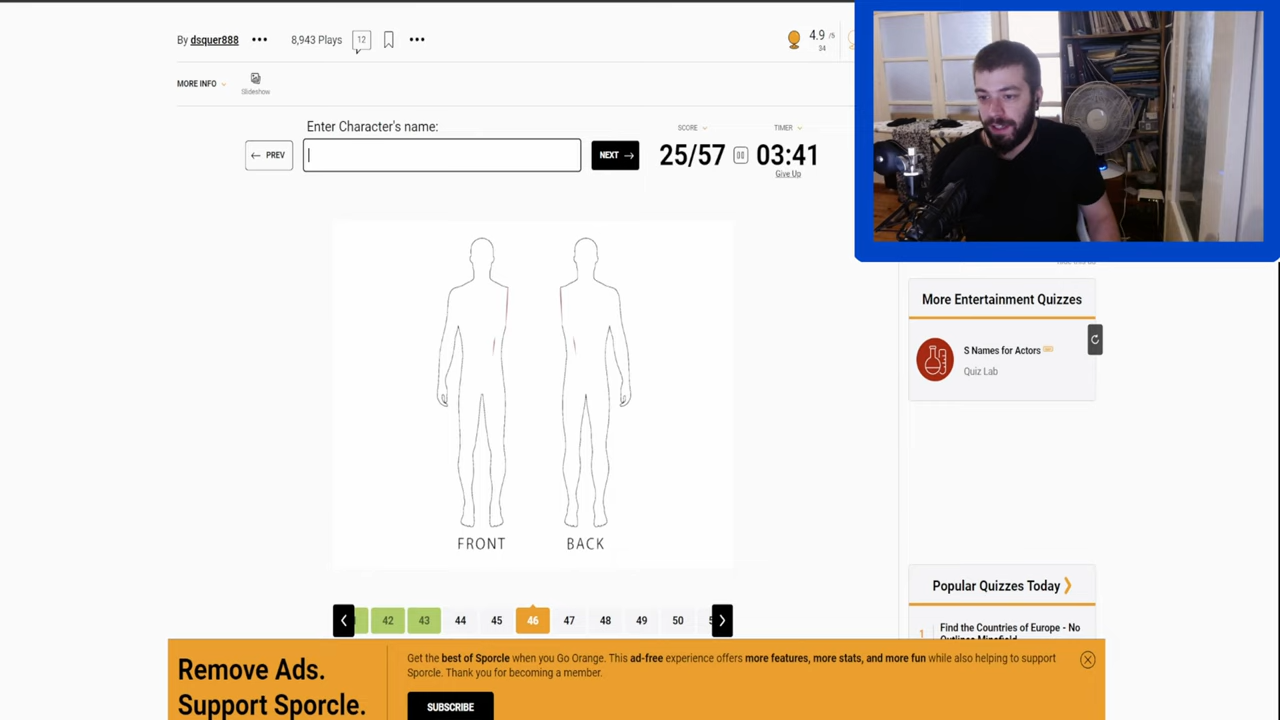 By dsquer888 ••• 8,943 Plays 12 •••
4.9 /5
34
MORE INFO
Slideshow
Enter Character's name:
← PREV
NEXT →
SCORE
25/57
TIMER
03:41
Give Up
FRONT
BACK
42 43 44 45 46 47 48 49 50
More Entertainment Quizzes
S Names for Actors
Quiz Lab
Popular Quizzes Today
1 Find the Countries of Europe - No
Remove Ads.
Support Sporcle.
Get the best of Sporcle when you Go Orange. This ad-free experience offers more features, more stats, and more fun while also helping to support
Sporcle. Thank you for becoming a member.
SUBSCRIBE